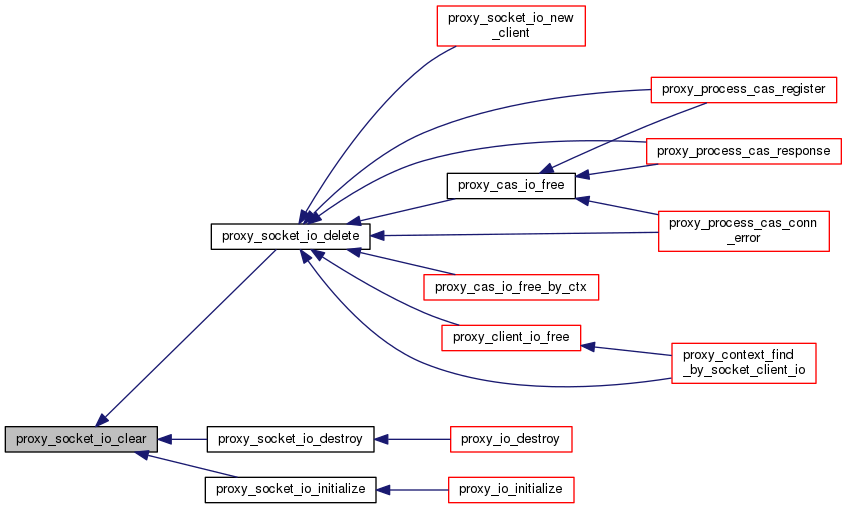 proxy_socket_io_new
_client
proxy_process_cas_register
proxy_process_cas_response
proxy_cas_io_free
proxy_process_cas_conn
_error
proxy_socket_io_delete
proxy_cas_io_free_by_ctx
proxy_client_io_free
proxy_context_find
_by_socket_client_io
proxy_socket_io_clear
proxy_socket_io_destroy
proxy_io_destroy
proxy_socket_io_initialize
proxy_io_initialize